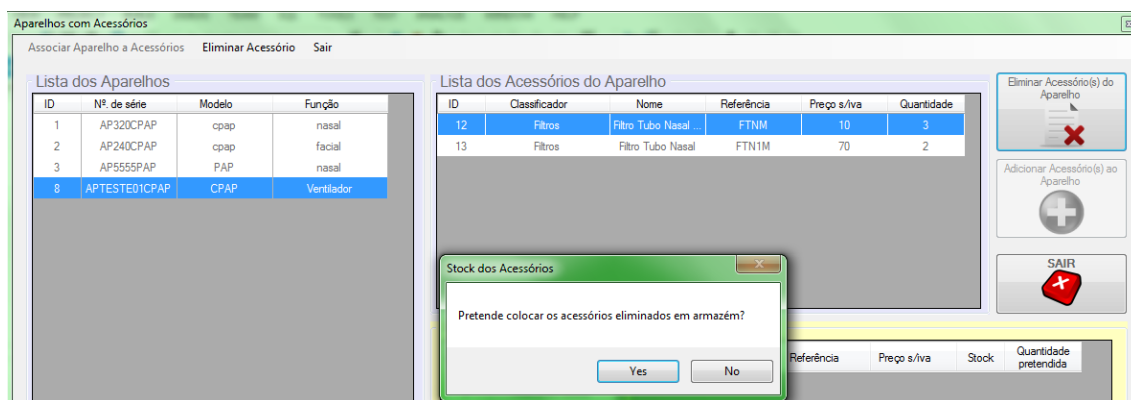 Aparelhos com Acessórios
Associar Aparelho a Acessórios Eliminar Acessório Sair
Lista dos Aparelhos
ID Nº. de série Modelo Função
1 AP320CPAP cpap nasal
2 AP240CPAP cpap facial
3 AP5555PAP PAP nasal
8 APTESTE01CPAP CPAP Ventilador
Lista dos Acessórios do Aparelho
ID Classificador Nome Referência Preço s/iva Quantidade
12 Filtros Filtro Tubo Nasal ... FTNM 10 3
13 Filtros Filtro Tubo Nasal FTN1M 70 2
Eliminar Acessório(s) do
Aparelho
Adicionar Acessório(s) ao
Aparelho
SAIR
Stock dos Acessórios
Pretende colocar os acessórios eliminados em armazém?
Yes No
Referência Preço s/iva Stock Quantidade
pretendida